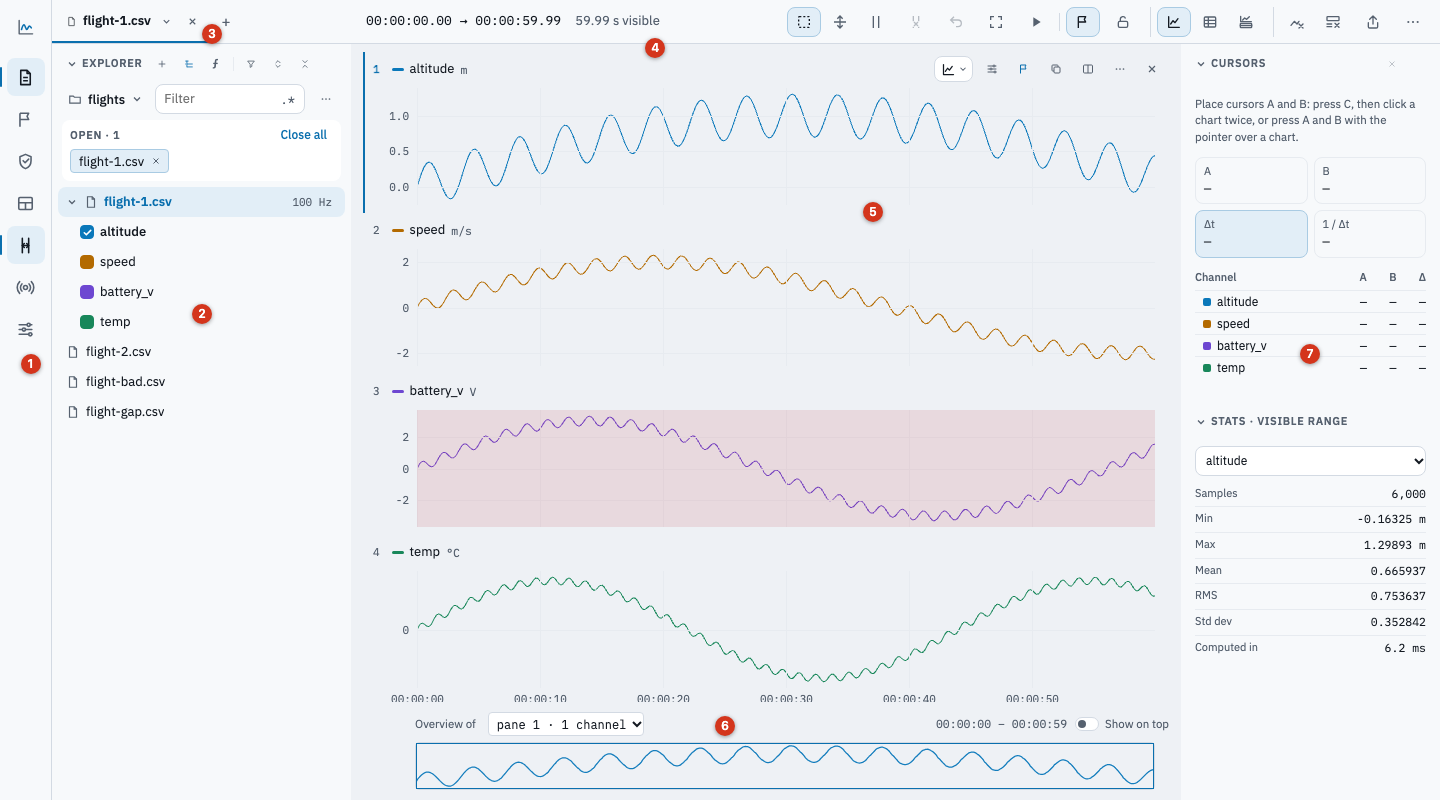 flight-1.csv
3
00:00:00.00 → 00:00:59.99 59.99 s visible
4
EXPLORER
flights
Filter .*
OPEN · 1 Close all
flight-1.csv ×
flight-1.csv 100 Hz
altitude
speed
battery_v
temp
2
flight-2.csv
flight-bad.csv
flight-gap.csv
1
1 altitude m
1.0
0.5
0.0
5
2 speed m/s
2
0
-2
3 battery_v V
2
0
-2
4 temp °C
0
00:00:00 00:00:10 00:00:20 00:00:30 00:00:40 00:00:50
Overview of pane 1 · 1 channel 6 00:00:00 – 00:00:59 Show on top
CURSORS
Place cursors A and B: press C, then click a
chart twice, or press A and B with the
pointer over a chart.
A
–
B
–
Δt
–
1 / Δt
–
Channel A B Δ
altitude – – –
speed – – –
battery_v – – –
7
temp – – –
STATS · VISIBLE RANGE
altitude
Samples 6,000
Min -0.16325 m
Max 1.29893 m
Mean 0.665937
RMS 0.753637
Std dev 0.352842
Computed in 6.2 ms